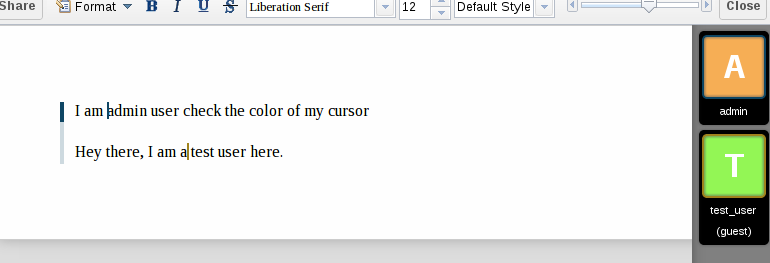 Share Format B I U S Liberation Serif 12 Default Style Close
I am admin user check the color of my cursor
Hey there, I am a test user here.
A
admin
T
test_user
(guest)